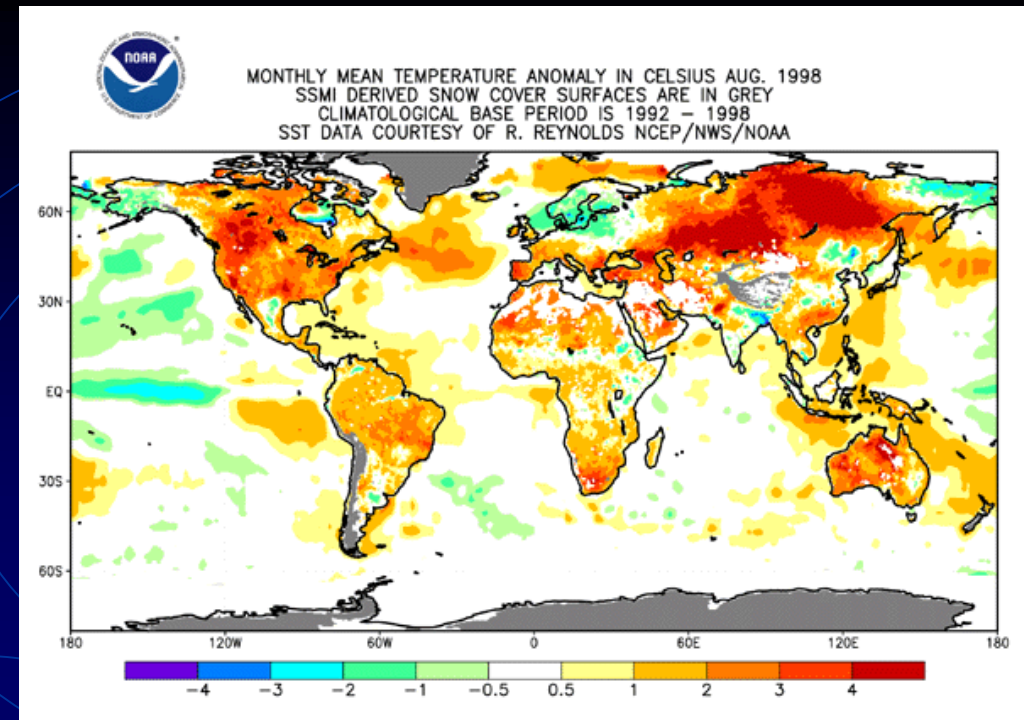 NOAA
MONTHLY MEAN TEMPERATURE ANOMALY IN CELSIUS AUG. 1998
SSMI DERIVED SNOW COVER SURFACES ARE IN GREY
CLIMATOLOGICAL BASE PERIOD IS 1992 – 1998
SST DATA COURTESY OF R. REYNOLDS NCEP/NWS/NOAA
60N
30N
EQ
30S
60S
180 120W 60W 0 60E 120E 180
−4 −3 −2 −1 −0.5 0.5 1 2 3 4